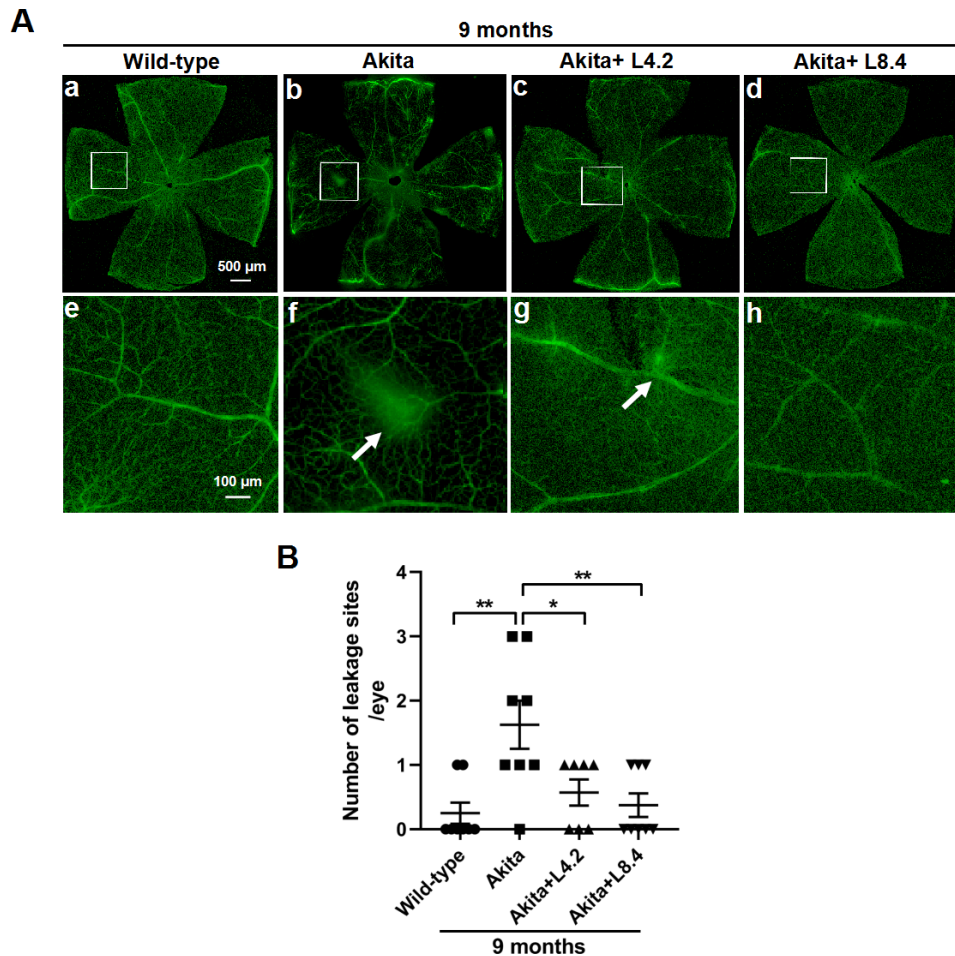 A
9 months
Wild-type
Akita
Akita+ L4.2
Akita+ L8.4
a
b
c
d
500 µm
e
f
g
h
100 µm
B
Number of leakage sites
/eye
4
3
2
1
0
**
*
**
Wild-type
Akita
Akita+L4.2
Akita+L8.4
9 months